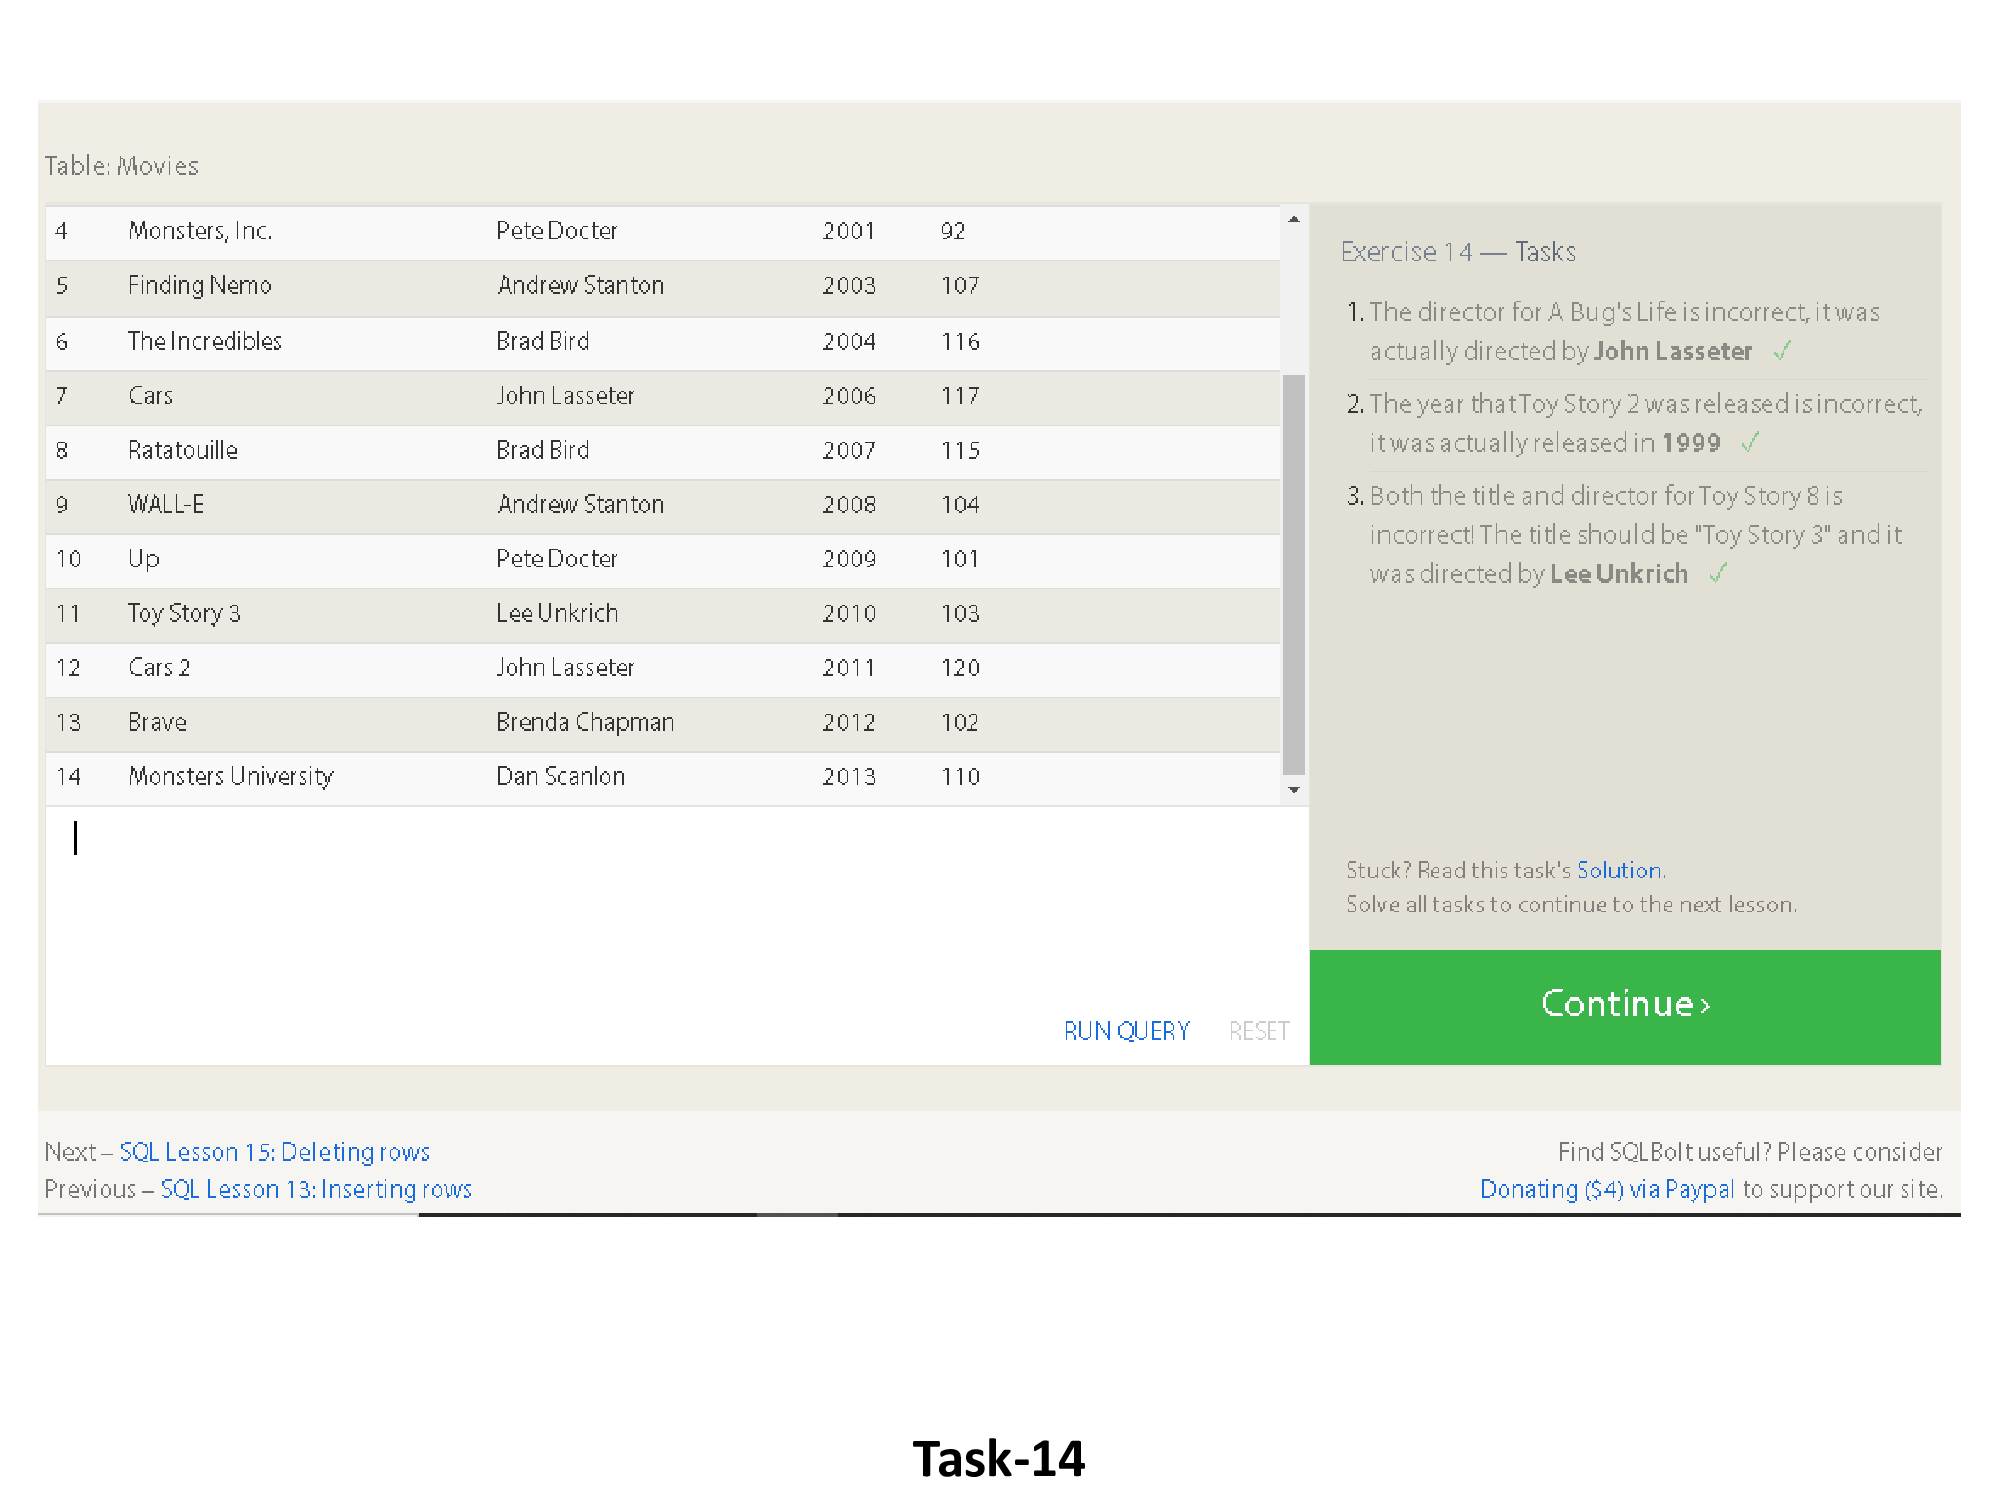 Table: Movies
4 Monsters, Inc. Pete Docter 2001 92
5 Finding Nemo Andrew Stanton 2003 107
6 The Incredibles Brad Bird 2004 116
7 Cars John Lasseter 2006 117
8 Ratatouille Brad Bird 2007 115
9 WALL-E Andrew Stanton 2008 104
10 Up Pete Docter 2009 101
11 Toy Story 3 Lee Unkrich 2010 103
12 Cars 2 John Lasseter 2011 120
13 Brave Brenda Chapman 2012 102
14 Monsters University Dan Scanlon 2013 110
RUN QUERY RESET
Exercise 14 — Tasks
1. The director for A Bug's Life is incorrect, it was
actually directed by John Lasseter ✓
2. The year that Toy Story 2 was released is incorrect,
it was actually released in 1999 ✓
3. Both the title and director for Toy Story 8 is
incorrect! The title should be "Toy Story 3" and it
was directed by Lee Unkrich ✓
Stuck? Read this task's Solution.
Solve all tasks to continue to the next lesson.
Continue ›
Next – SQL Lesson 15: Deleting rows
Previous – SQL Lesson 13: Inserting rows
Find SQLBolt useful? Please consider
Donating ($4) via Paypal to support our site.
Task-14